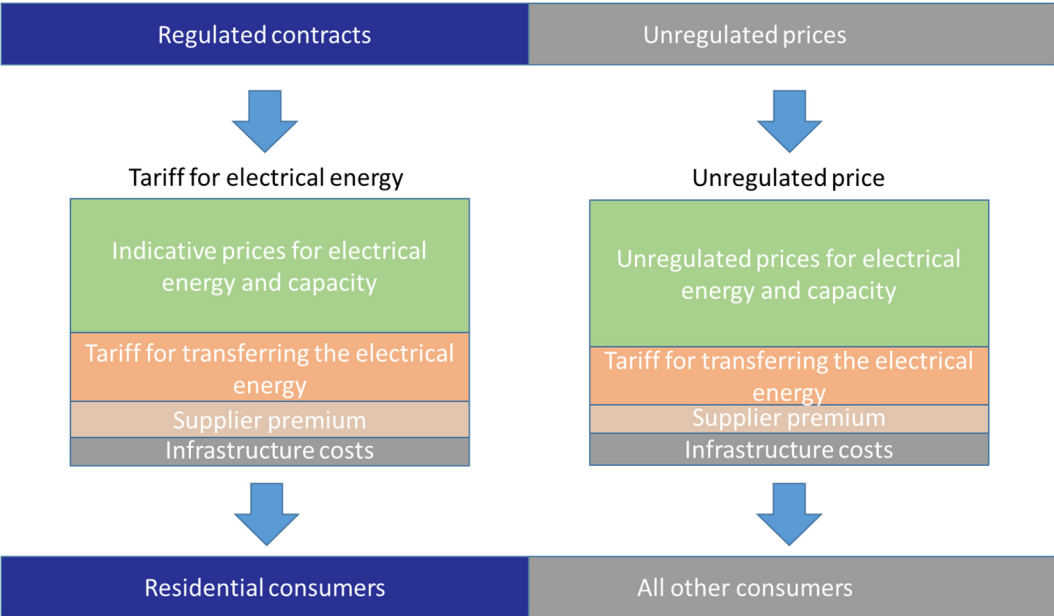 Regulated contracts
Unregulated prices
Tariff for electrical energy
Indicative prices for electrical
energy and capacity
Tariff for transferring the electrical
energy
Supplier premium
Infrastructure costs
Unregulated price
Unregulated prices for electrical
energy and capacity
Tariff for transferring the electrical
energy
Supplier premium
Infrastructure costs
Residential consumers
All other consumers